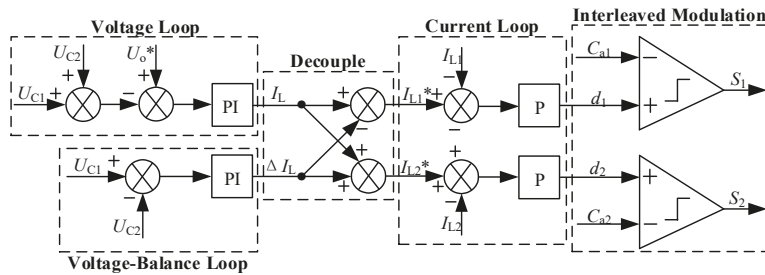 Voltage Loop
U_C2
U_o*
U_C1
+
+
−
+
PI
I_L
Decouple
+
−
I_L1*
Current Loop
I_L1
−
+
−
P
d_1
Interleaved Modulation
C_a1
−
+
S_1
U_C1
+
−
U_C2
PI
Δ I_L
+
+
I_L2*
+
+
−
I_L2
P
d_2
+
C_a2
−
S_2
Voltage-Balance Loop